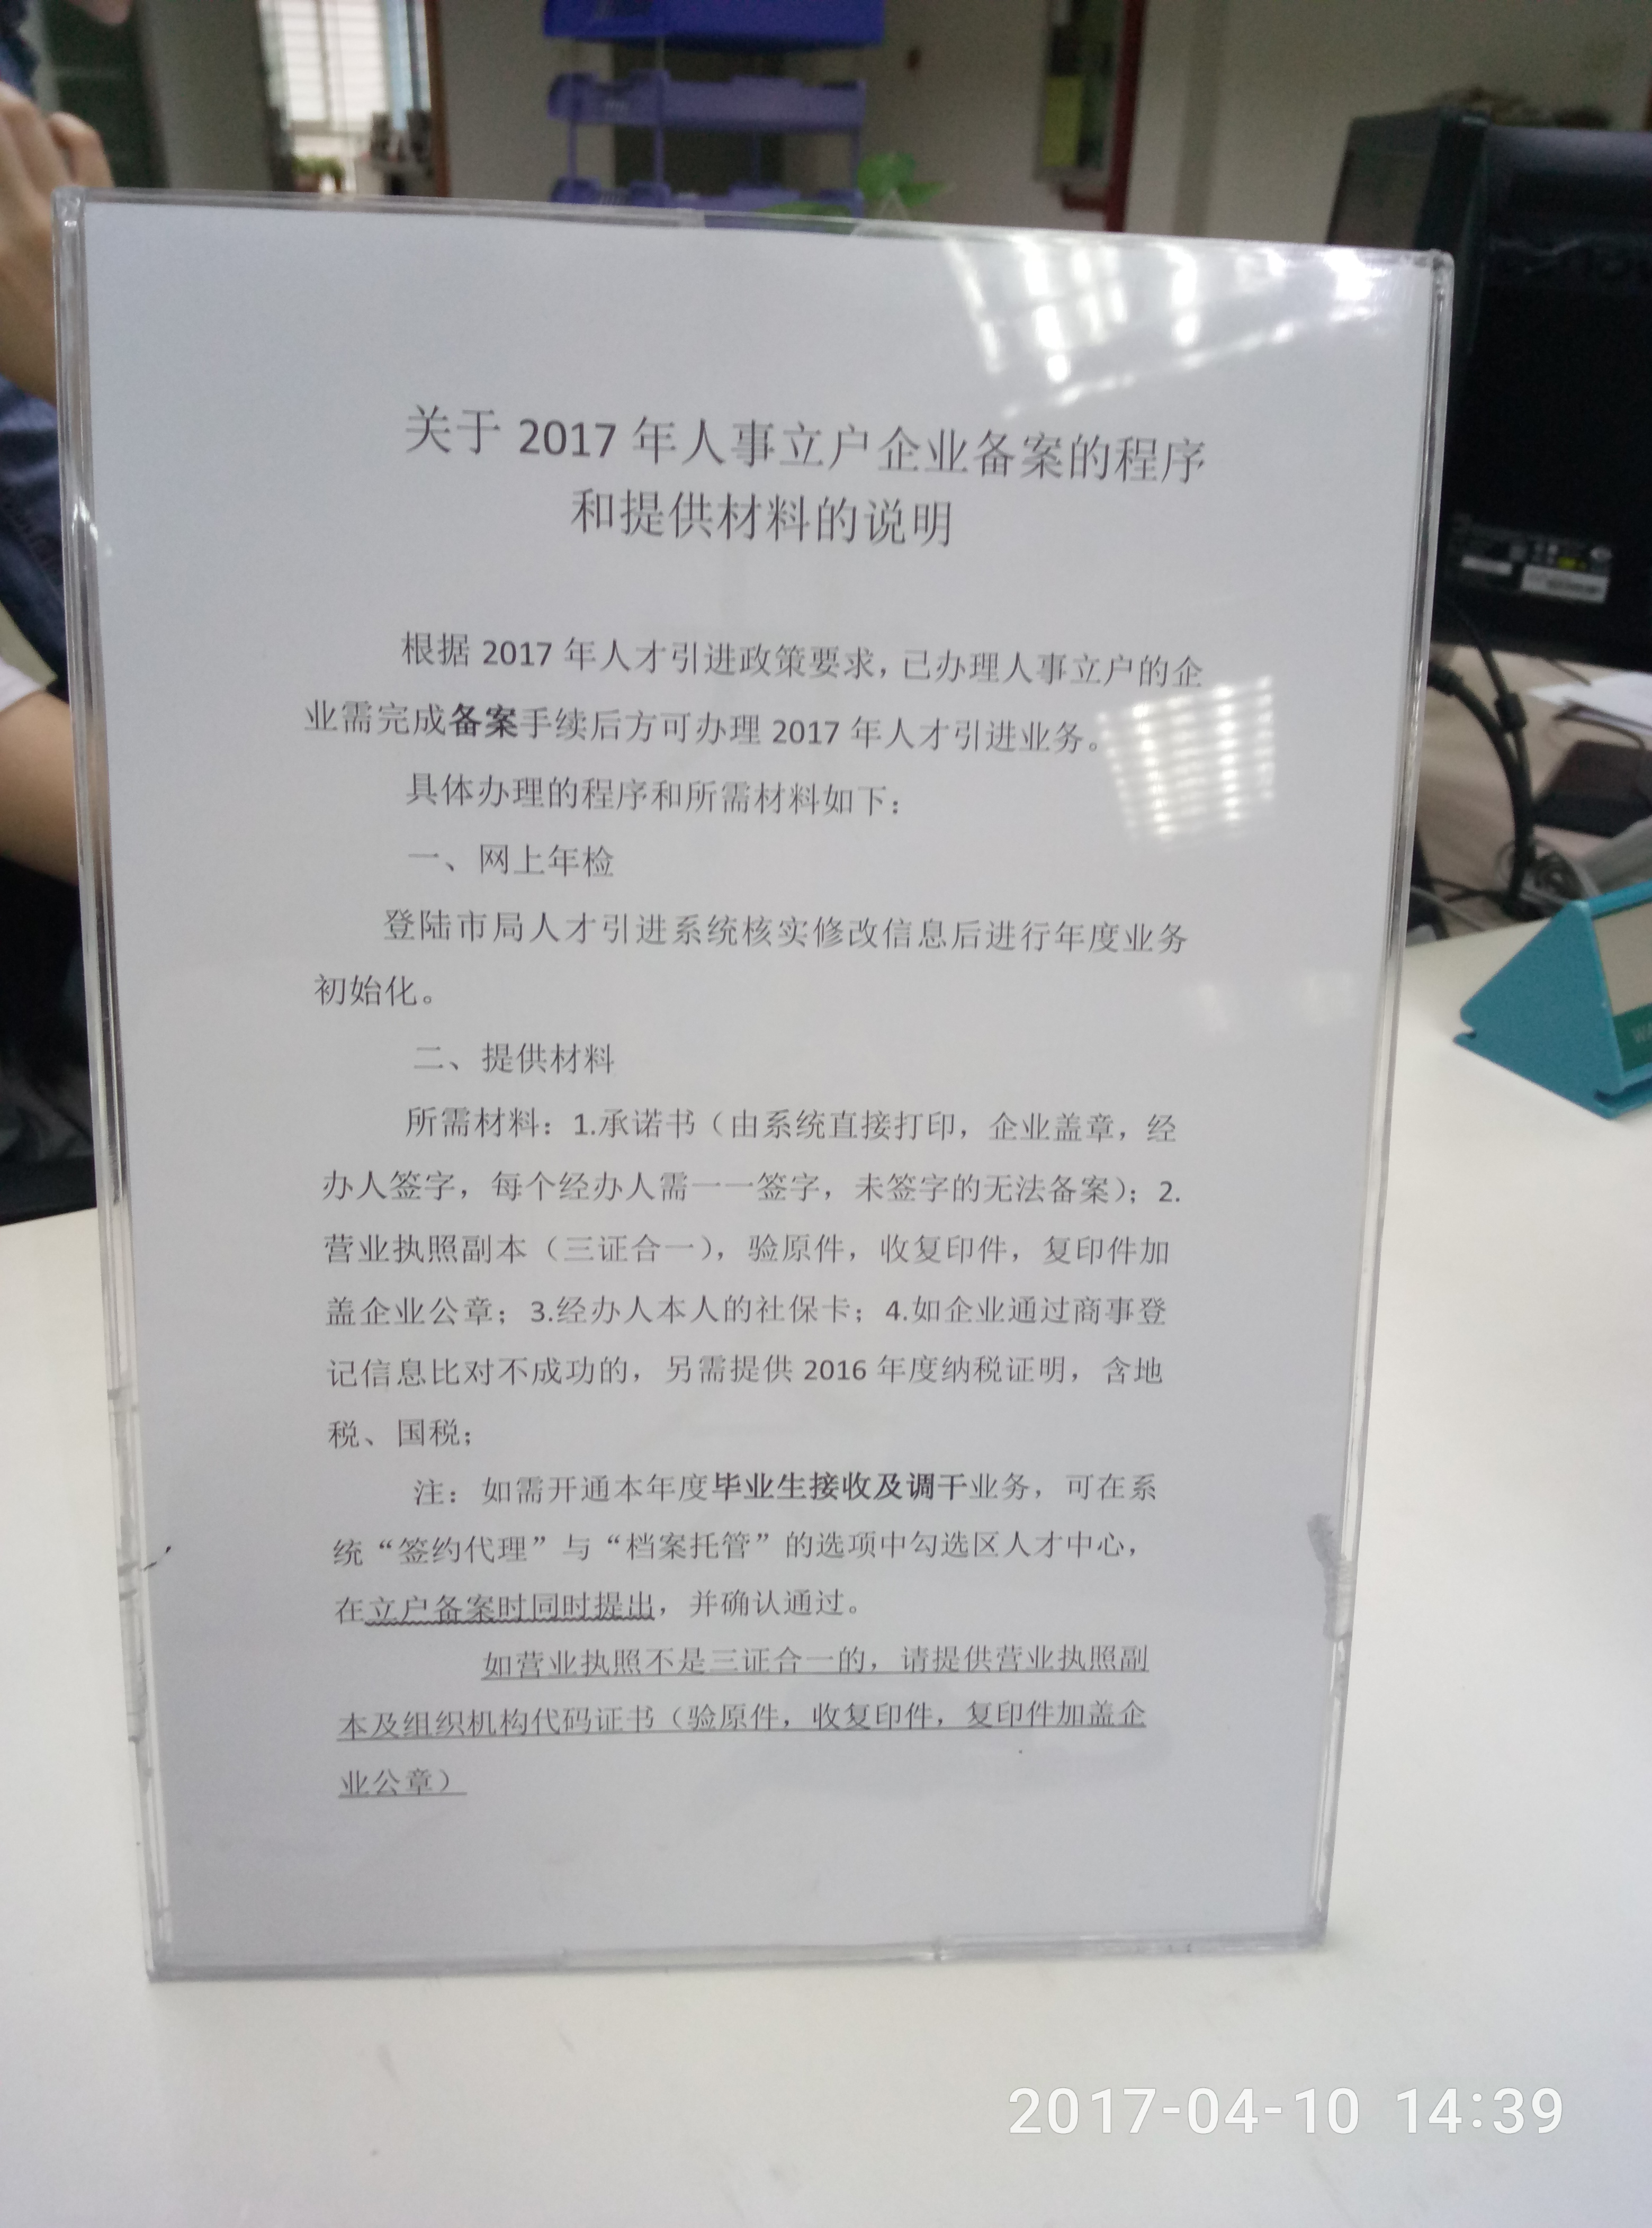 关于 2017 年人事立户企业备案的程序
和提供材料的说明
根据 2017 年人才引进政策要求，已办理人事立户的企
业需完成备案手续后方可办理 2017 年人才引进业务。
具体办理的程序和所需材料如下：
一、网上年检
登陆市局人才引进系统核实修改信息后进行年度业务
初始化。
二、提供材料
所需材料：1.承诺书（由系统直接打印，企业盖章，经
办人签字，每个经办人需一一签字，未签字的无法备案）；2.
营业执照副本（三证合一），验原件，收复印件，复印件加
盖企业公章；3.经办人本人的社保卡；4.如企业通过商事登
记信息比对不成功的，另需提供 2016 年度纳税证明，含地
税、国税；
注：如需开通本年度毕业生接收及调干业务，可在系
统“签约代理”与“档案托管”的选项中勾选区人才中心，
在立户备案时同时提出，并确认通过。
如营业执照不是三证合一的，请提供营业执照副
本及组织机构代码证书（验原件，收复印件，复印件加盖企
业公章）
2017-04-10 14:39